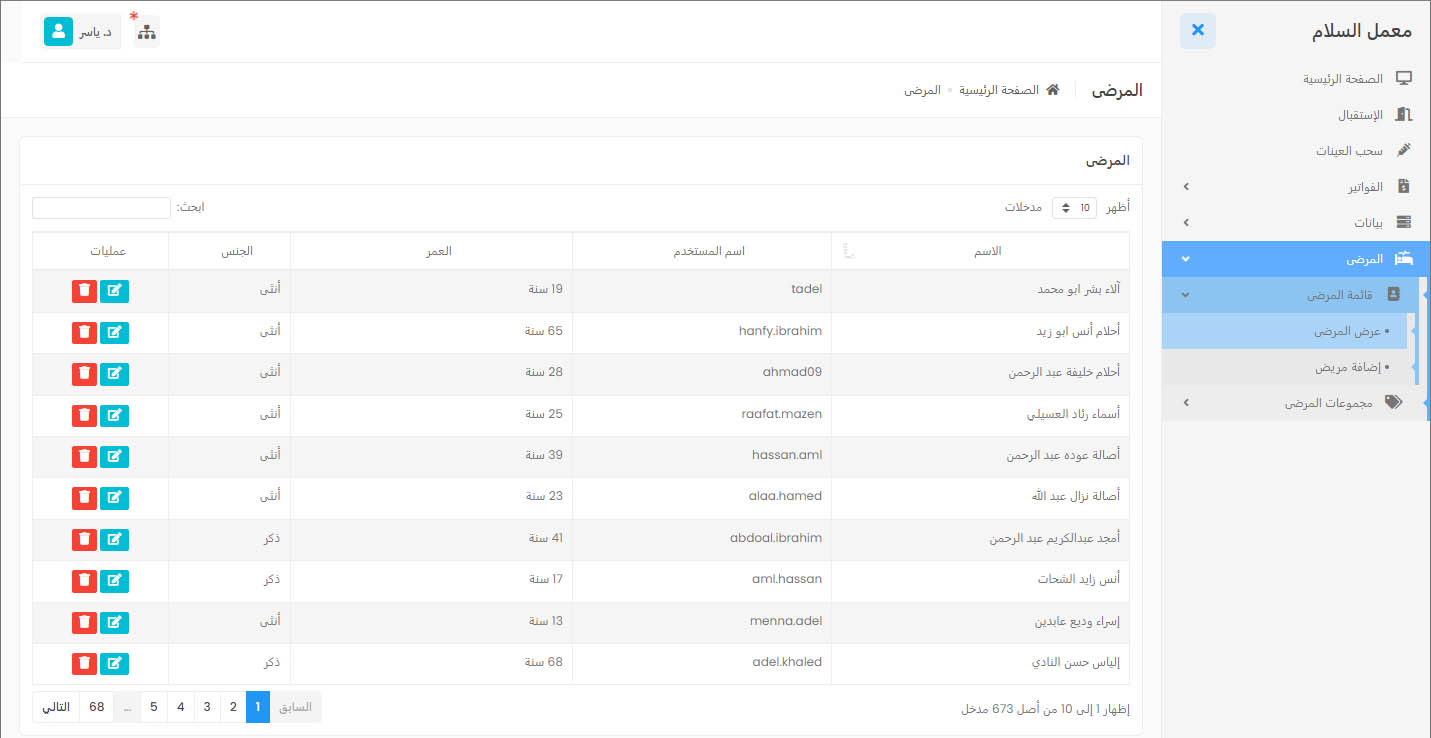 معمل السلام
الصفحة الرئيسية
الإستقبال
سحب العينات
الفواتير
بيانات
المرضى
قائمة المرضى
• عرض المرضى
• إضافة مريض
مجموعات المرضى
*
د. ياسر
المرضى
الصفحة الرئيسية • المرضى
المرضى
أظهر 10 مدخلات
ابحث:
الاسم اسم المستخدم العمر الجنس عمليات
آلاء بشر ابو محمد tadel 19 سنة أنثى
أحلام أنس ابو زيد hanfy.ibrahim 65 سنة أنثى
أحلام خليفة عبد الرحمن ahmad09 28 سنة أنثى
أسماء رئاد العسيلي raafat.mazen 25 سنة أنثى
أصالة عوده عبد الرحمن hassan.aml 39 سنة أنثى
أصالة نزال عبد الله alaa.hamed 23 سنة أنثى
أمجد عبدالكريم عبد الرحمن abdoal.ibrahim 41 سنة ذكر
أنس زايد الشحات aml.hassan 17 سنة ذكر
إسراء وديع عابدين menna.adel 13 سنة أنثى
إلياس حسن النادي adel.khaled 68 سنة ذكر
إظهار 1 إلى 10 من أصل 673 مدخل
السابق 1 2 3 4 5 ... 68 التالي